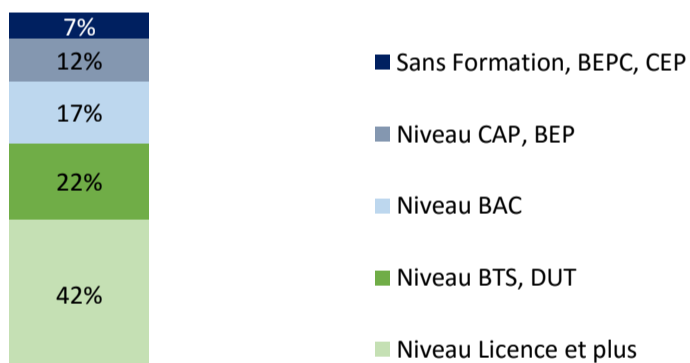 7%
12%
17%
22%
42%
Sans Formation, BEPC, CEP
Niveau CAP, BEP
Niveau BAC
Niveau BTS, DUT
Niveau Licence et plus